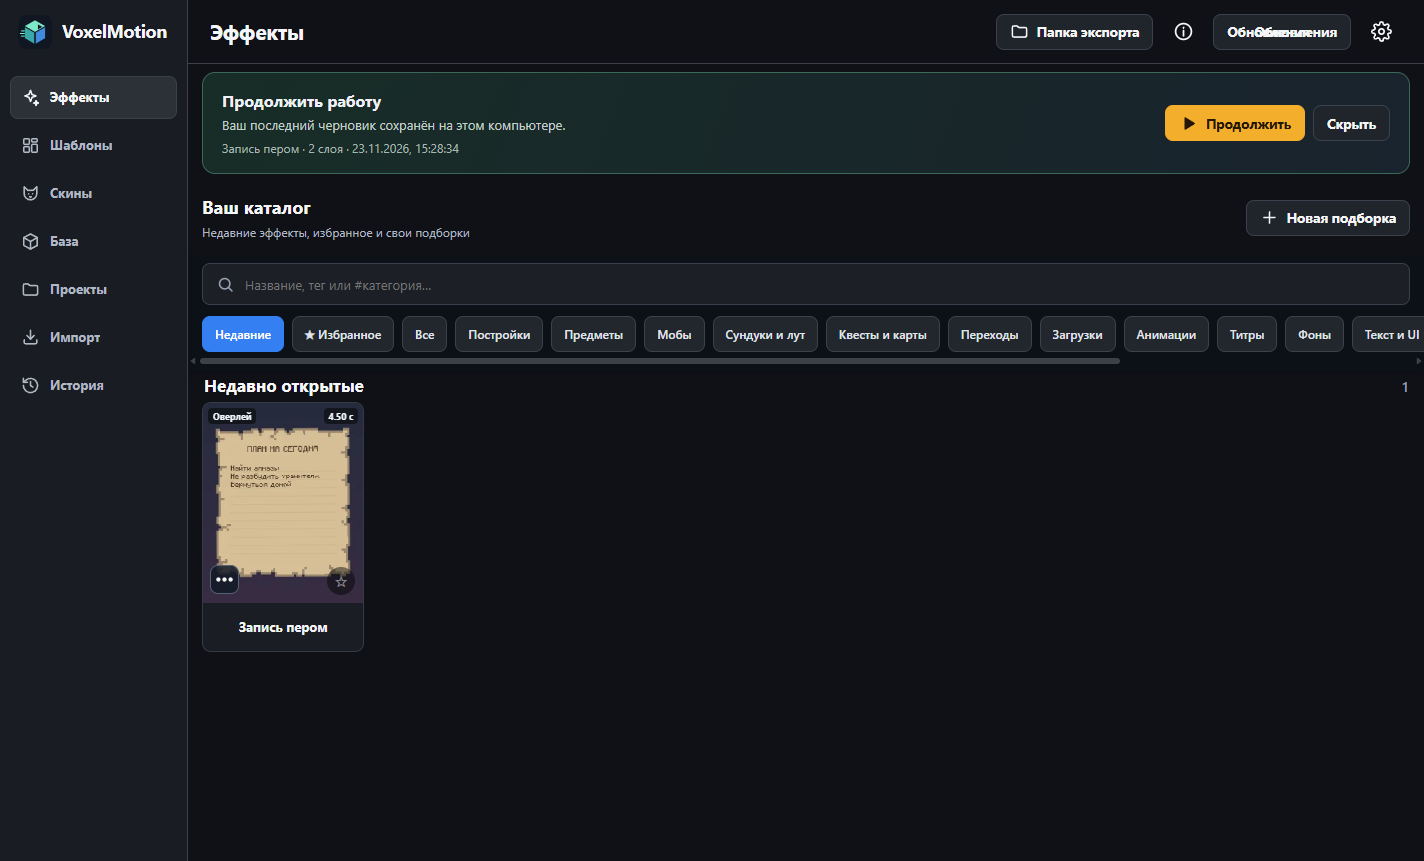 VoxelMotion
Эффекты
Шаблоны
Скины
База
Проекты
Импорт
История
Эффекты
Папка экспорта
Продолжить работу
Ваш последний черновик сохранён на этом компьютере.
Запись пером · 2 слоя · 23.11.2026, 15:28:34
Продолжить
Скрыть
Ваш каталог
Недавние эффекты, избранное и свои подборки
Новая подборка
Название, тег или #категория...
Недавние
★ Избранное
Все
Постройки
Предметы
Мобы
Сундуки и лут
Квесты и карты
Переходы
Загрузки
Анимации
Титры
Фоны
Текст и UI
Недавно открытые
1
Оверлей
4.50 с
ПЛАН НА СЕГОДНЯ
Найти алмазы
Не разбудить хранителя
Вернуться домой
Запись пером